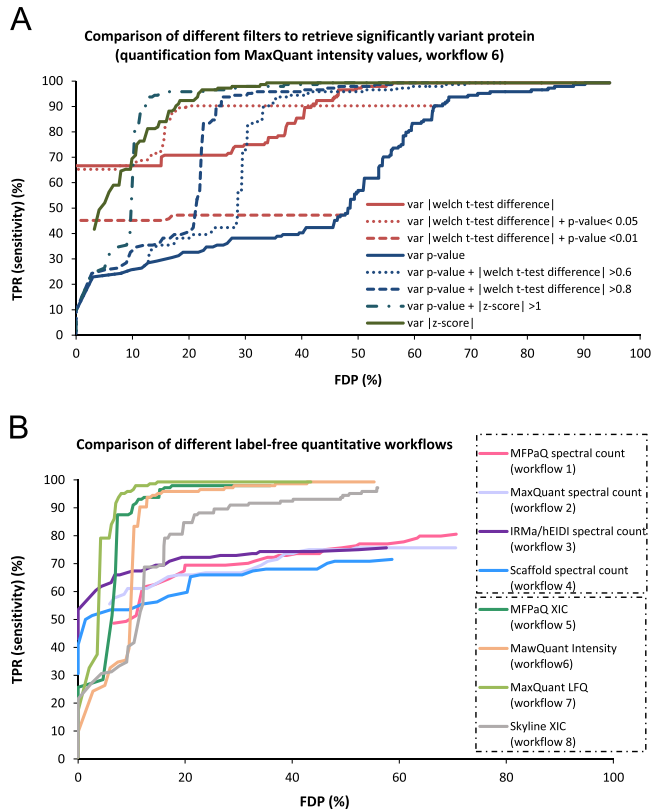 A
Comparison of different filters to retrieve significantly variant protein
(quantification fom MaxQuant intensity values, workflow 6)
TPR (sensitivity) (%)
100
90
80
70
60
50
40
30
20
10
0
var |welch t-test difference|
var |welch t-test difference| + p-value< 0.05
var |welch t-test difference| + p-value <0.01
var p-value
var p-value + |welch t-test difference| >0.6
var p-value + |welch t-test difference| >0.8
var p-value + |z-score| >1
var |z-score|
0 10 20 30 40 50 60 70 80 90 100
FDP (%)
B
Comparison of different label-free quantitative workflows
TPR (sensitivity) (%)
100
90
80
70
60
50
40
30
20
10
0
MFPaQ spectral count
(workflow 1)
MaxQuant spectral count
(workflow 2)
IRMa/hEIDI spectral count
(workflow 3)
Scaffold spectral count
(workflow 4)
MFPaQ XIC
(workflow 5)
MawQuant Intensity
(workflow6)
MaxQuant LFQ
(workflow 7)
Skyline XIC
(workflow 8)
0 20 40 60 80 100
FDP (%)